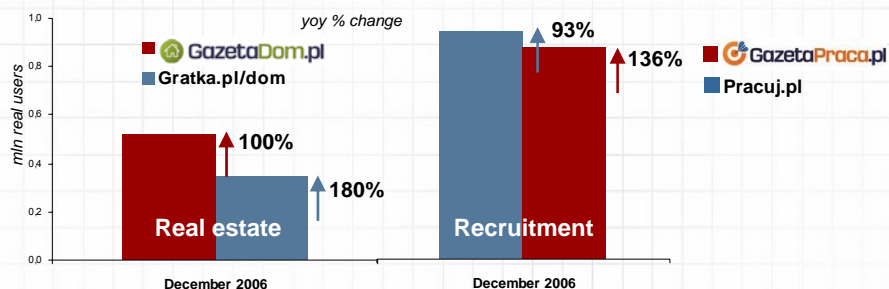 yoy % change
mln real users
1,0
0,8
0,6
0,4
0,2
0,0
GazetaDom.pl
Gratka.pl/dom
100%
180%
Real estate
December 2006
93%
136%
Recruitment
December 2006
GazetaPraca.pl
Pracuj.pl